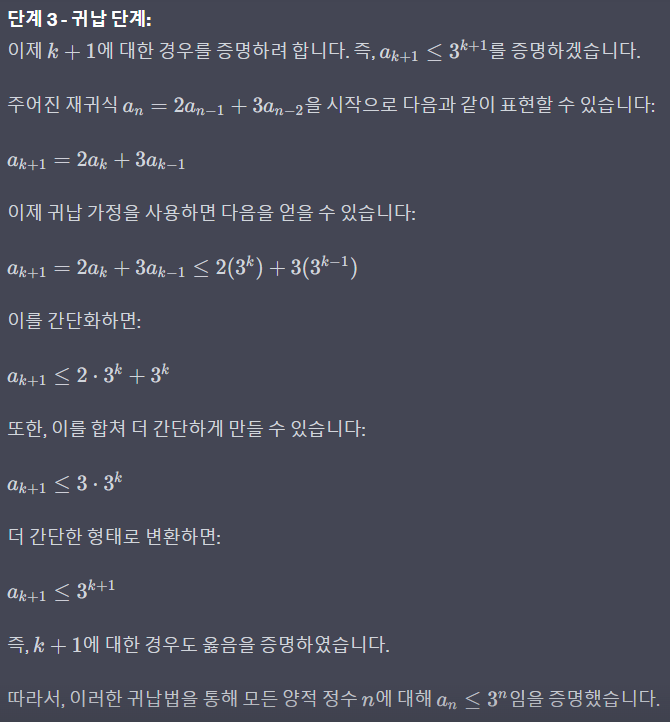 단계 3 - 귀납 단계:
이제 $k+1$에 대한 경우를 증명하려 합니다. 즉, $a_{k+1} \leq 3^{k+1}$를 증명하겠습니다.
주어진 재귀식 $a_n = 2a_{n-1} + 3a_{n-2}$을 시작으로 다음과 같이 표현할 수 있습니다:
$a_{k+1} = 2a_k + 3a_{k-1}$
이제 귀납 가정을 사용하면 다음을 얻을 수 있습니다:
$a_{k+1} = 2a_k + 3a_{k-1} \leq 2(3^k) + 3(3^{k-1})$
이를 간단화하면:
$a_{k+1} \leq 2 \cdot 3^k + 3^k$
또한, 이를 합쳐 더 간단하게 만들 수 있습니다:
$a_{k+1} \leq 3 \cdot 3^k$
더 간단한 형태로 변환하면:
$a_{k+1} \leq 3^{k+1}$
즉, $k+1$에 대한 경우도 옳음을 증명하였습니다.
따라서, 이러한 귀납법을 통해 모든 양적 정수 $n$에 대해 $a_n \leq 3^n$임을 증명했습니다.